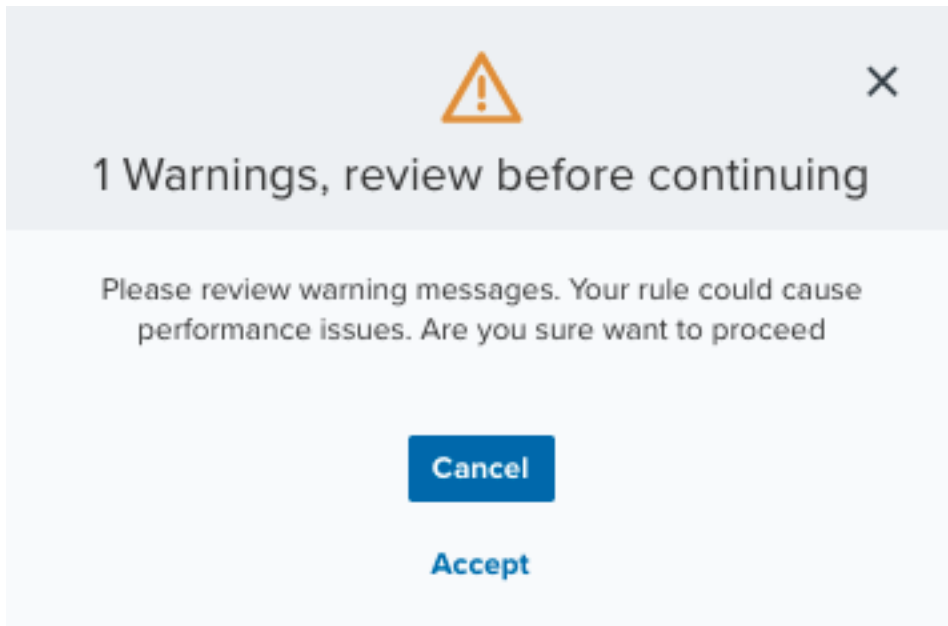 1 Warnings, review before continuing
Please review warning messages. Your rule could cause
performance issues. Are you sure want to proceed
Cancel
Accept